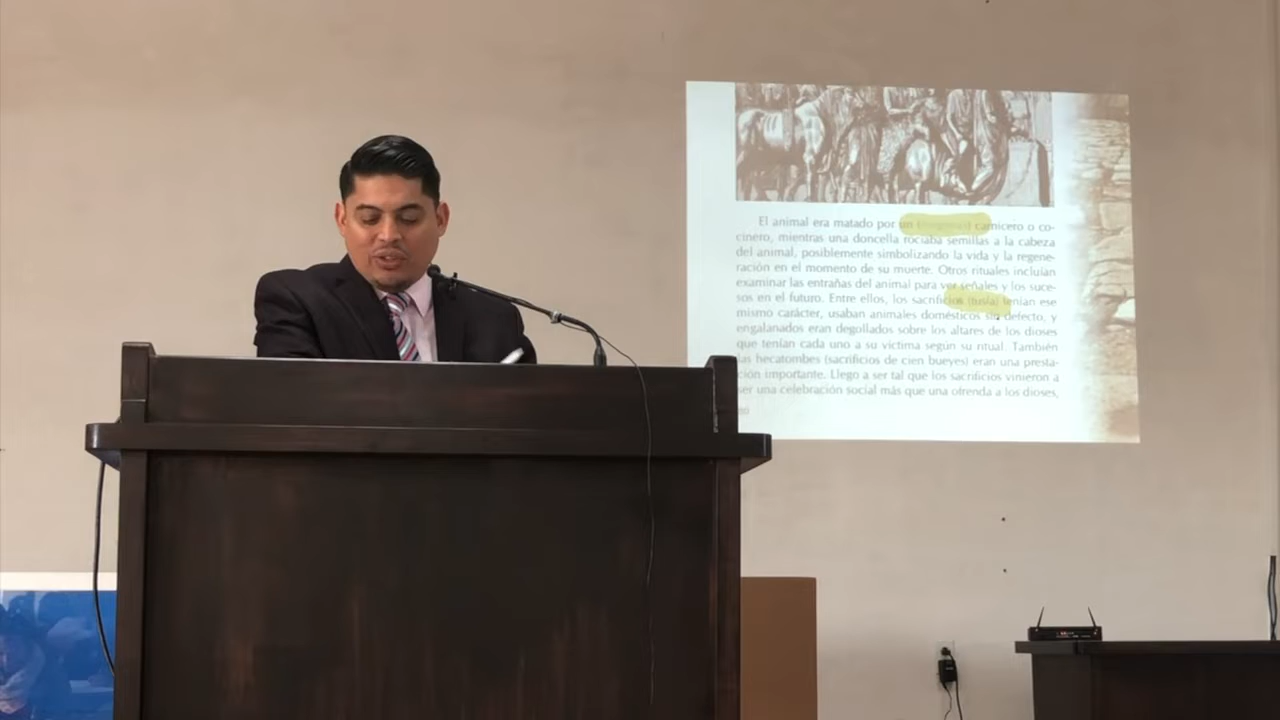 El animal era matado por un carnicero o co-
cinero, mientras una doncella rociaba semillas a la cabeza
del animal, posiblemente simbolizando la vida y la regene-
ración en el momento de su muerte. Otros rituales incluían
examinar las entrañas del animal para ver señales y los suce-
sos en el futuro. Entre ellos, los sacrificios (tusía) tenían ese
mismo carácter, usaban animales domésticos sin defecto, y
engalanados eran degollados sobre los altares de los dioses
que tenían cada uno a su víctima según su ritual. También
las hecatombes (sacrificios de cien bueyes) eran una presta-
ción importante. Llego a ser tal que los sacrificios vinieron a
ser una celebración social más que una ofrenda a los dioses,